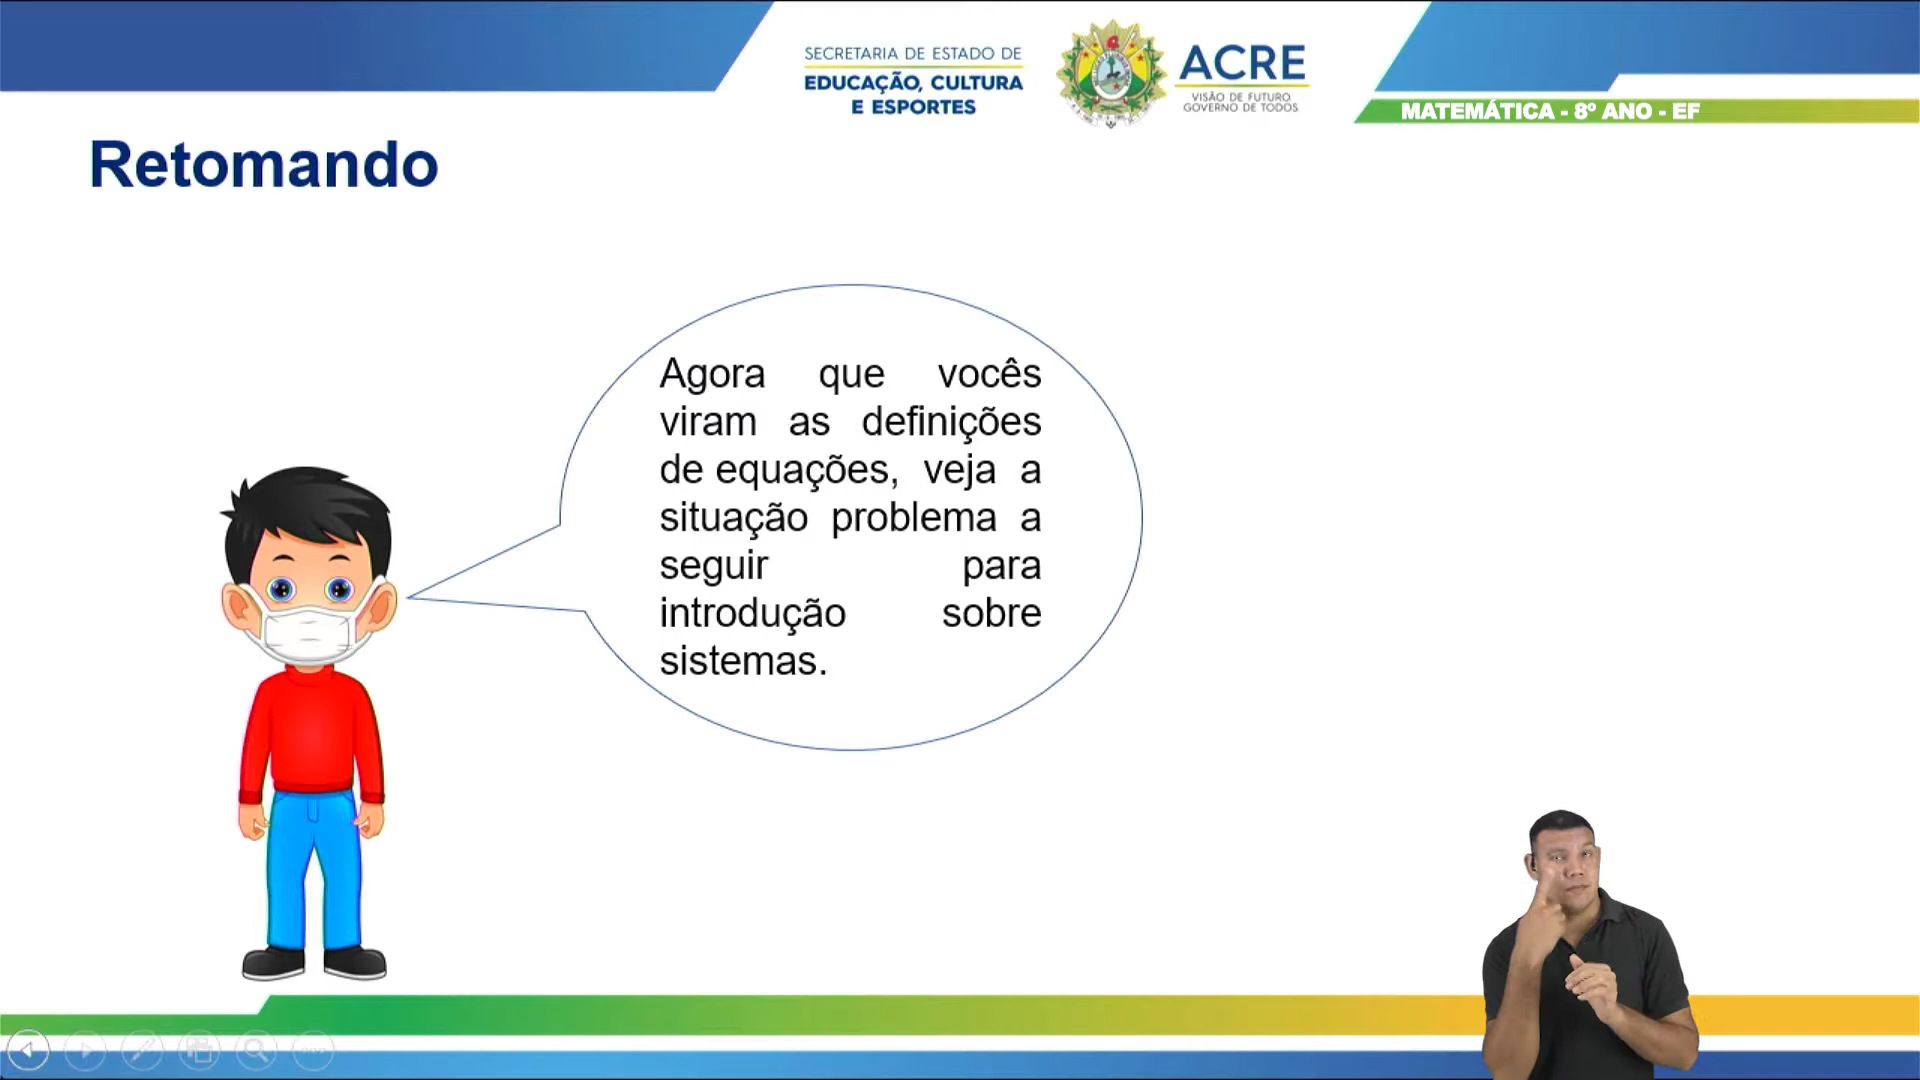 SECRETARIA DE ESTADO DE
EDUCAÇÃO, CULTURA
E ESPORTES
ACRE
VISÃO DE FUTURO
GOVERNO DE TODOS
MATEMÁTICA - 8º ANO - EF
Retomando
Agora que vocês
viram as definições
de equações, veja a
situação problema a
seguir para
introdução sobre
sistemas.